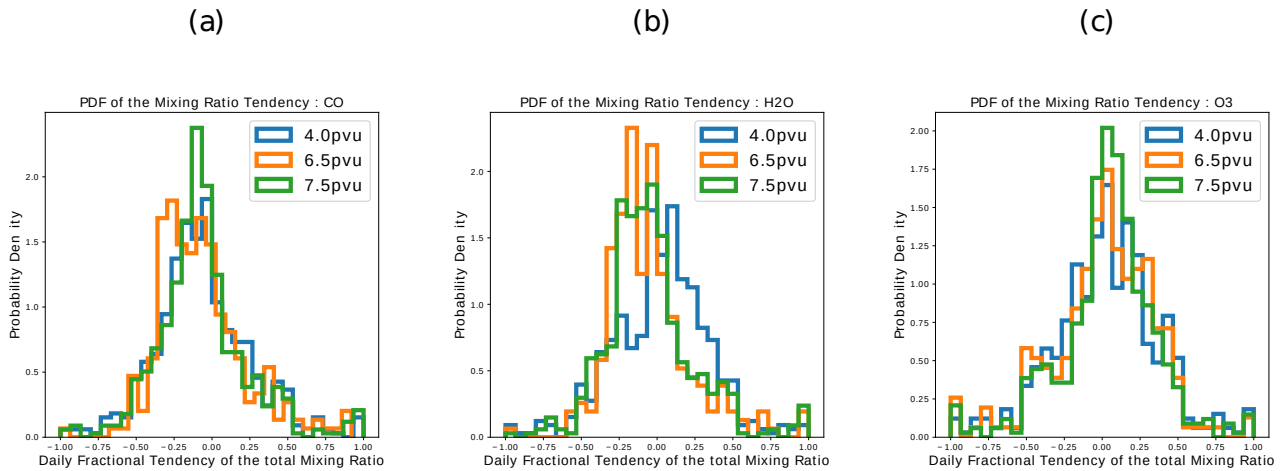 (a)
(b)
(c)
PDF of the Mixing Ratio Tendency : CO
4.0pvu
6.5pvu
7.5pvu
Probability Den ity
2.0
1.5
1.0
0.5
0.0
−1.00 −0.75 −0.50 −0.25 −0.00 0.25 0.50 0.75 1.00
Daily Fractional Tendency of the total Mixing Ratio
PDF of the Mixing Ratio Tendency : H2O
4.0pvu
6.5pvu
7.5pvu
Probability Den ity
2.0
1.5
1.0
0.5
0.0
−1.00 −0.75 −0.50 −0.25 0.00 0.25 0.50 0.75 1.00
Daily Fractional Tendency of the total Mixing Ratio
PDF of the Mixing Ratio Tendency : O3
4.0pvu
6.5pvu
7.5pvu
Probability Den ity
2.00
1.75
1.50
1.25
1.00
0.75
0.50
0.25
0.00
−1.00 −0.75 −0.50 −0.25 0.00 0.25 0.50 0.75 1.00
Daily Fractional Tendency of the total Mixing Ratio